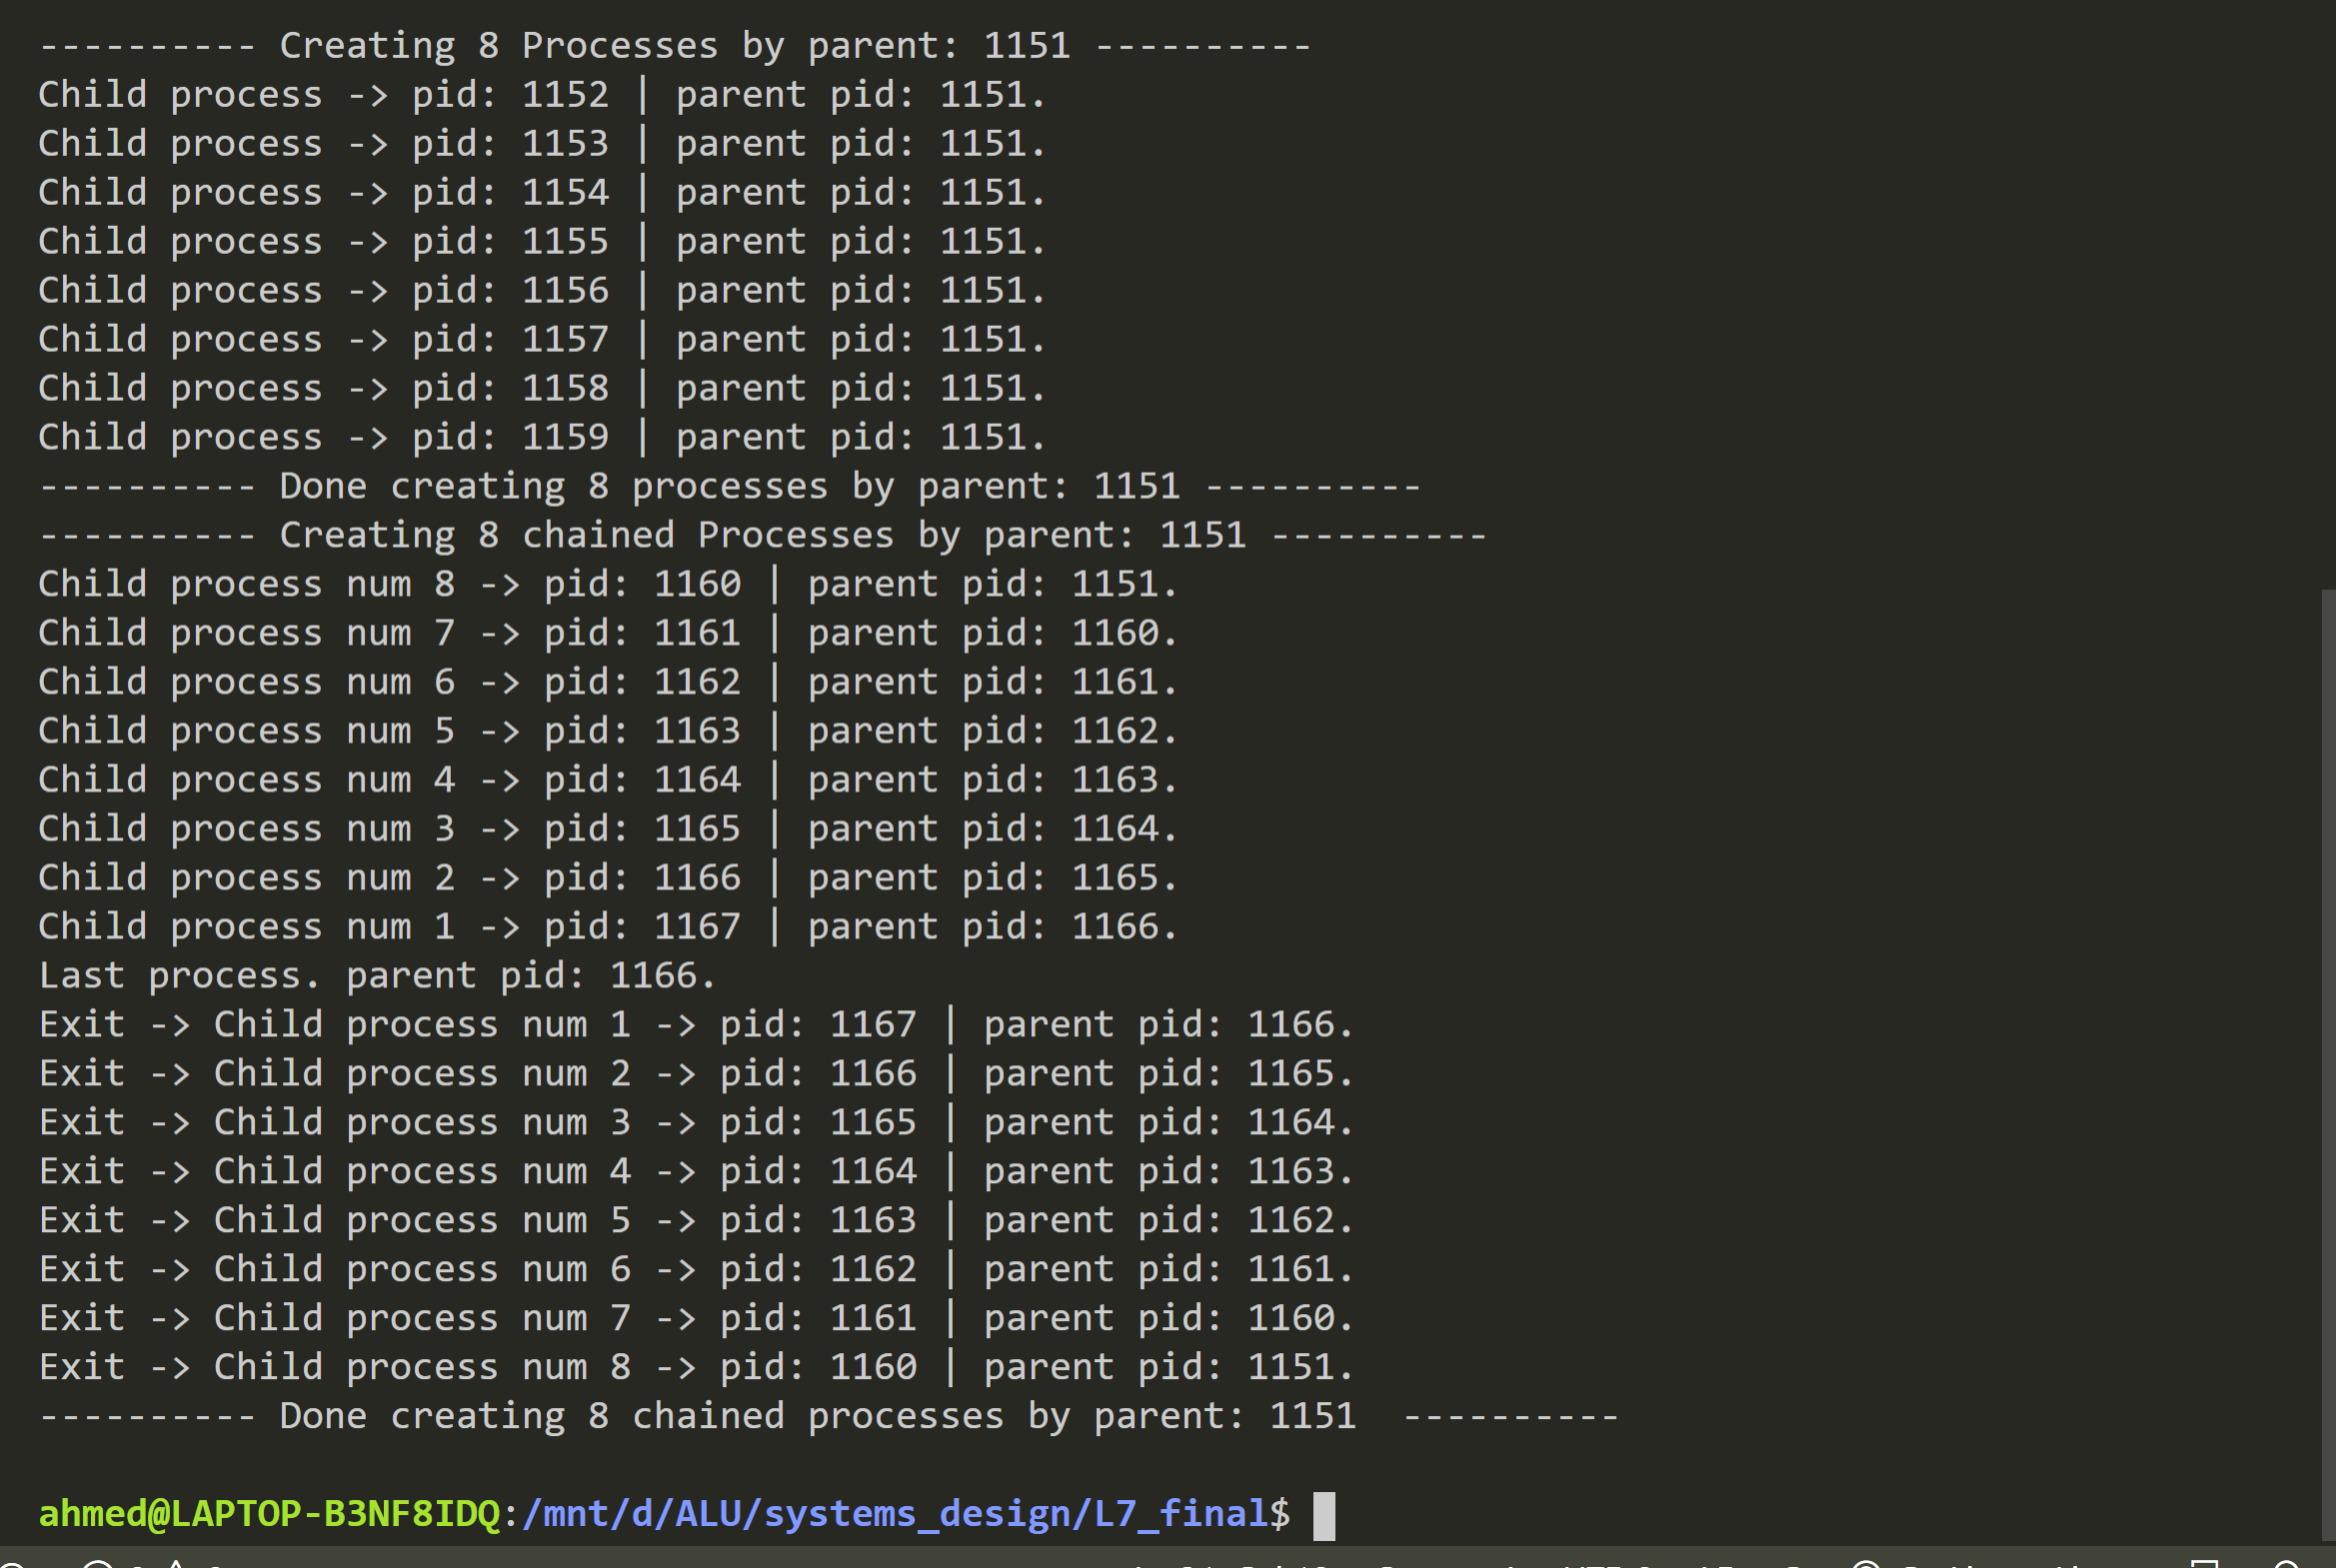 ---------- Creating 8 Processes by parent: 1151 ----------
Child process -> pid: 1152 | parent pid: 1151.
Child process -> pid: 1153 | parent pid: 1151.
Child process -> pid: 1154 | parent pid: 1151.
Child process -> pid: 1155 | parent pid: 1151.
Child process -> pid: 1156 | parent pid: 1151.
Child process -> pid: 1157 | parent pid: 1151.
Child process -> pid: 1158 | parent pid: 1151.
Child process -> pid: 1159 | parent pid: 1151.
---------- Done creating 8 processes by parent: 1151 ----------
---------- Creating 8 chained Processes by parent: 1151 ----------
Child process num 8 -> pid: 1160 | parent pid: 1151.
Child process num 7 -> pid: 1161 | parent pid: 1160.
Child process num 6 -> pid: 1162 | parent pid: 1161.
Child process num 5 -> pid: 1163 | parent pid: 1162.
Child process num 4 -> pid: 1164 | parent pid: 1163.
Child process num 3 -> pid: 1165 | parent pid: 1164.
Child process num 2 -> pid: 1166 | parent pid: 1165.
Child process num 1 -> pid: 1167 | parent pid: 1166.
Last process. parent pid: 1166.
Exit -> Child process num 1 -> pid: 1167 | parent pid: 1166.
Exit -> Child process num 2 -> pid: 1166 | parent pid: 1165.
Exit -> Child process num 3 -> pid: 1165 | parent pid: 1164.
Exit -> Child process num 4 -> pid: 1164 | parent pid: 1163.
Exit -> Child process num 5 -> pid: 1163 | parent pid: 1162.
Exit -> Child process num 6 -> pid: 1162 | parent pid: 1161.
Exit -> Child process num 7 -> pid: 1161 | parent pid: 1160.
Exit -> Child process num 8 -> pid: 1160 | parent pid: 1151.
---------- Done creating 8 chained processes by parent: 1151  ----------
ahmed@LAPTOP-B3NF8IDQ:/mnt/d/ALU/systems_design/L7_final$